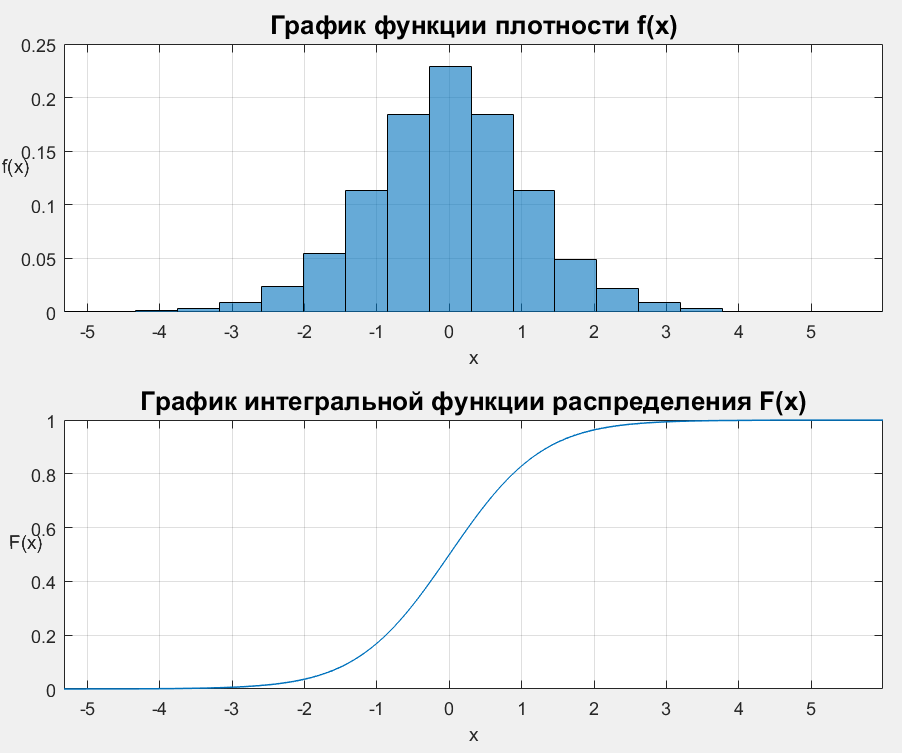 График функции плотности f(x)
0.25
0.2
0.15
f(x)
0.1
0.05
0
-5 -4 -3 -2 -1 0 1 2 3 4 5
x
График интегральной функции распределения F(x)
1
0.8
0.6
F(x)
0.4
0.2
0
-5 -4 -3 -2 -1 0 1 2 3 4 5
x